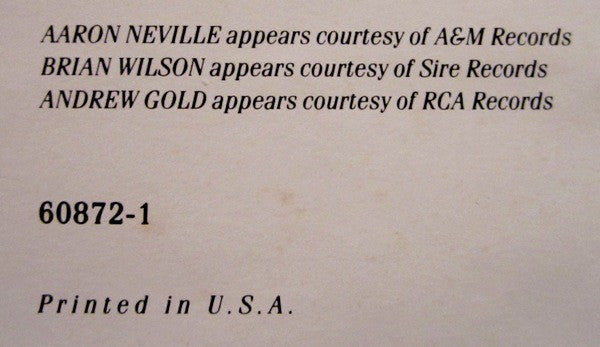 AARON NEVILLE appears courtesy of A&M Records
BRIAN WILSON appears courtesy of Sire Records
ANDREW GOLD appears courtesy of RCA Records
60872-1
Printed in U.S.A.